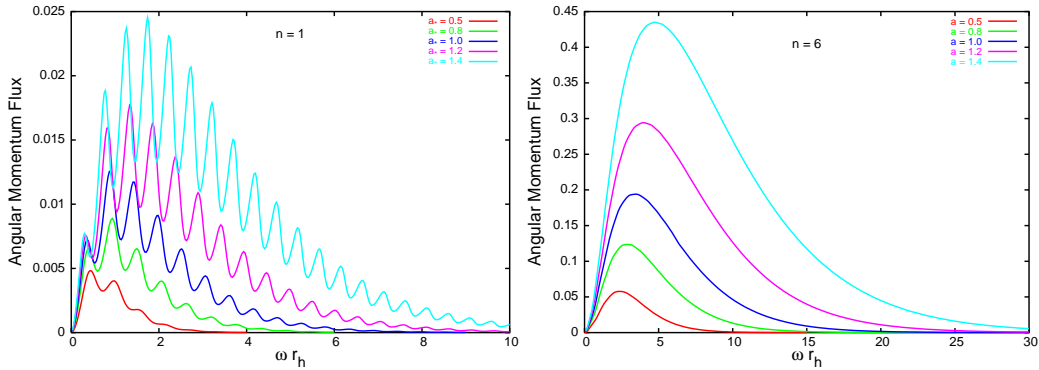 0.025
0.02
0.015
0.01
0.005
0
Angular Momentum Flux
n = 1
a* = 0.5
a* = 0.8
a* = 1.0
a* = 1.2
a* = 1.4
0 2 4 6 8 10
ω r_h
0.45
0.4
0.35
0.3
0.25
0.2
0.15
0.1
0.05
0
Angular Momentum Flux
n = 6
a = 0.5
a = 0.8
a = 1.0
a = 1.2
a = 1.4
0 5 10 15 20 25 30
ω r_h